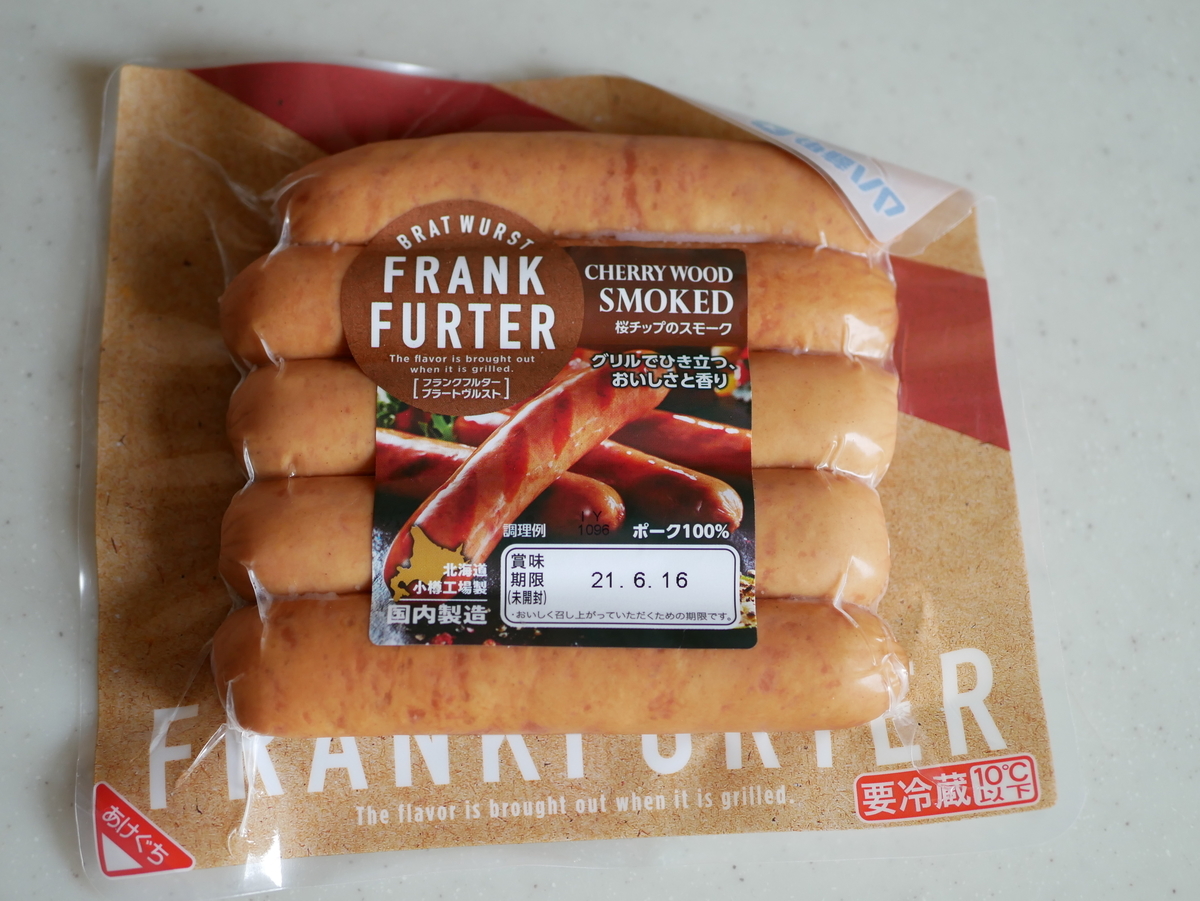 BRAT WURST
FRANK
FURTER
The flavor is brought out
when it is grilled.
フランクフルター
ブラートヴルスト
CHERRY WOOD
SMOKED
桜チップのスモーク
グリルでひき立つ、
おいしさと香り
調理例
I Y
1096
ポーク100%
北海道
小樽工場製
国内製造
賞味
期限
(未開封)
21.6.16
・おいしく召し上がっていただくための期限です。
FRANKFURTER
The flavor is brought out when it is grilled.
要冷蔵
10℃
以下
あけぐち